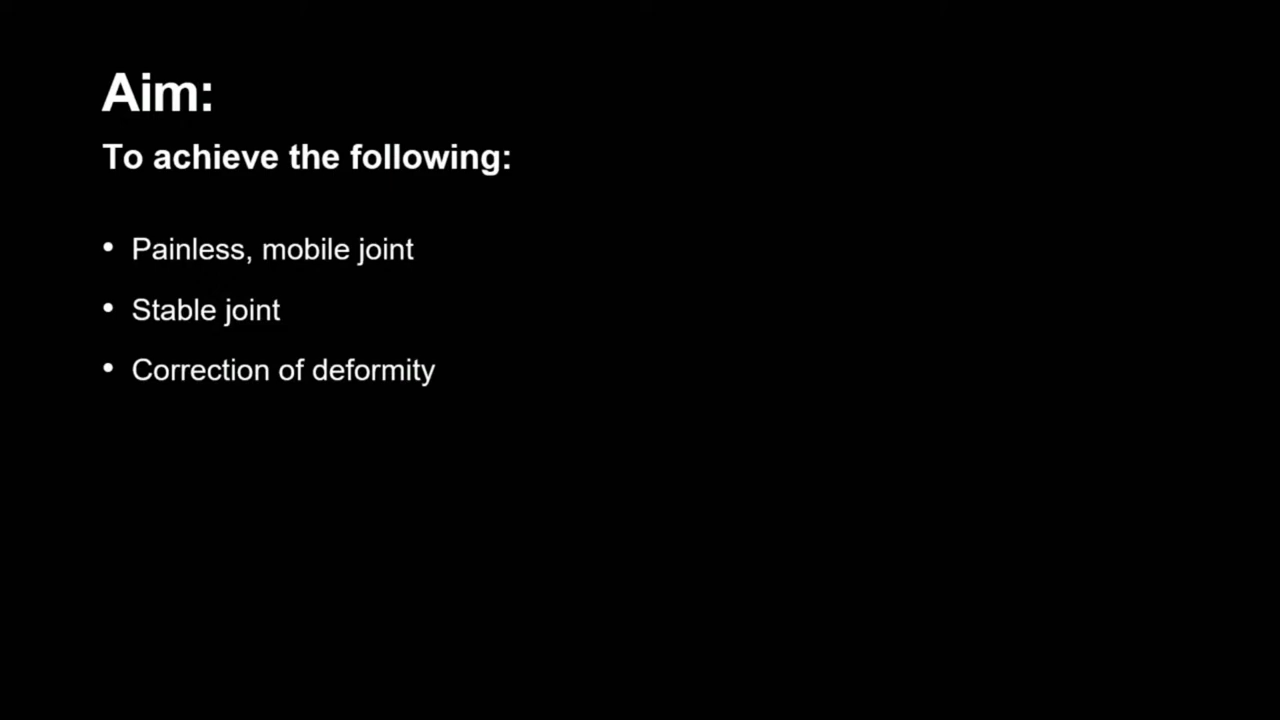 Aim:
To achieve the following:
• Painless, mobile joint
• Stable joint
• Correction of deformity